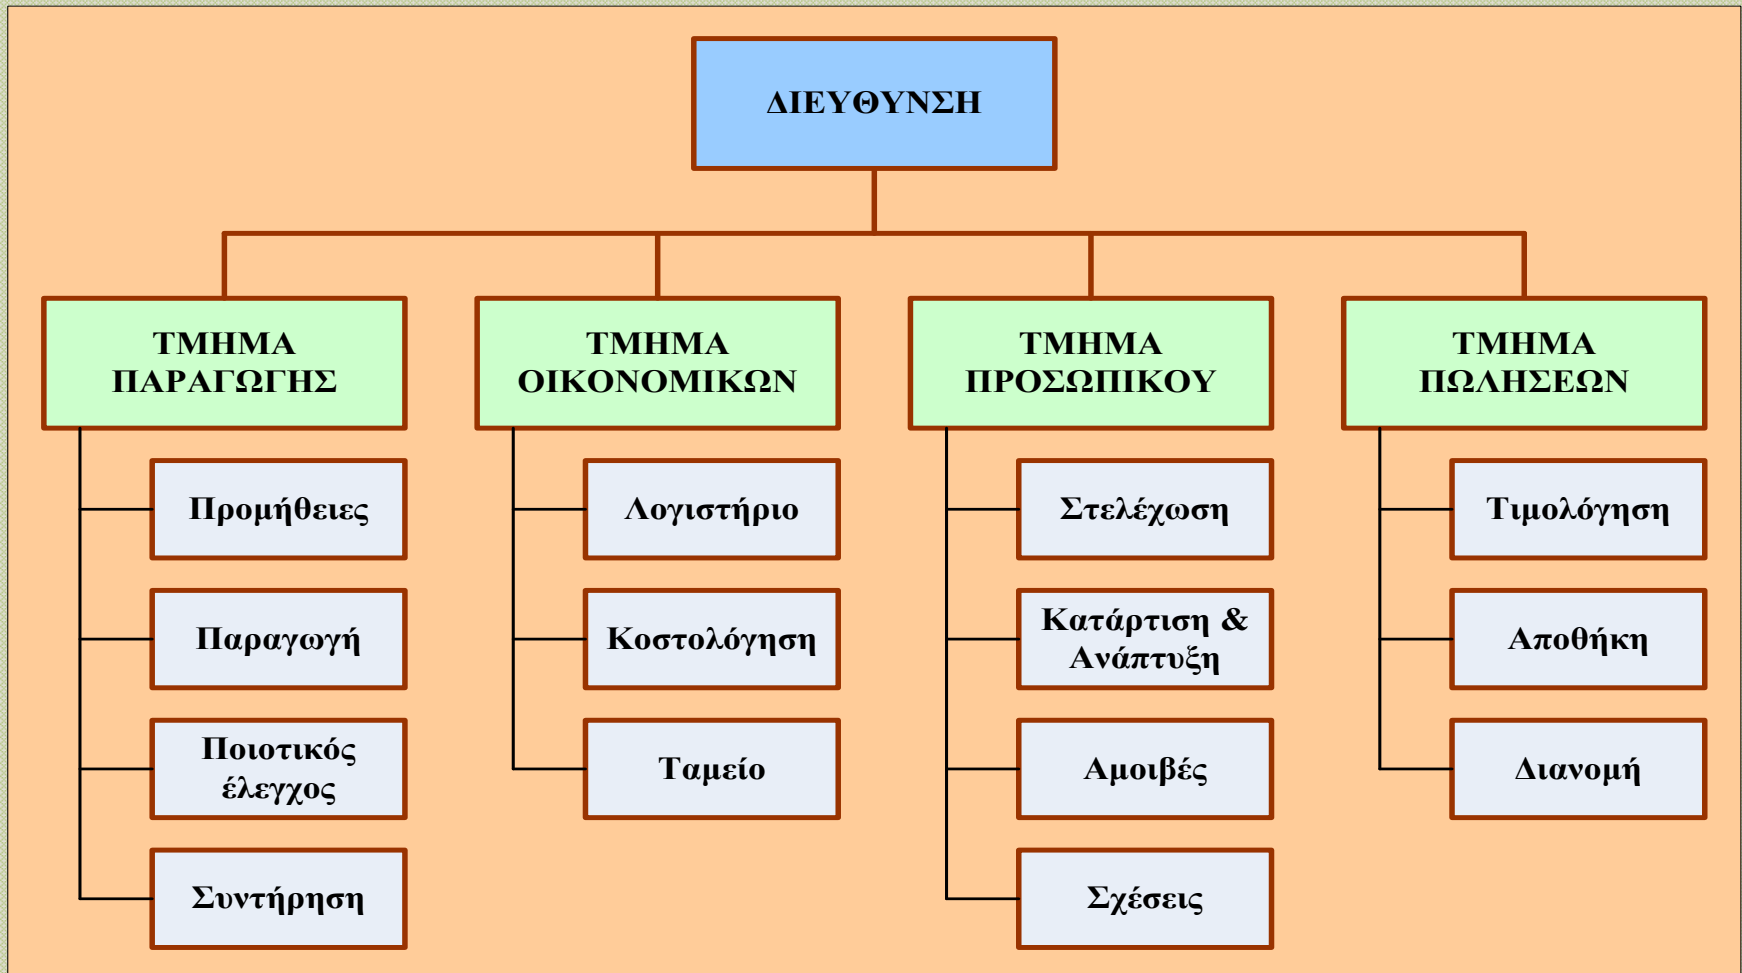 ΔΙΕΥΘΥΝΣΗ
ΤΜΗΜΑ
ΠΑΡΑΓΩΓΗΣ
Προμήθειες
Παραγωγή
Ποιοτικός
έλεγχος
Συντήρηση
ΤΜΗΜΑ
ΟΙΚΟΝΟΜΙΚΩΝ
Λογιστήριο
Κοστολόγηση
Ταμείο
ΤΜΗΜΑ
ΠΡΟΣΩΠΙΚΟΥ
Στελέχωση
Κατάρτιση &
Ανάπτυξη
Αμοιβές
Σχέσεις
ΤΜΗΜΑ
ΠΩΛΗΣΕΩΝ
Τιμολόγηση
Αποθήκη
Διανομή